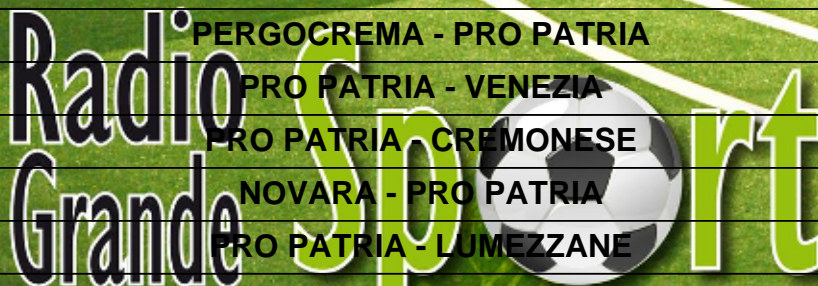 PERGOCREMA - PRO PATRIA
PRO PATRIA - VENEZIA
PRO PATRIA - CREMONESE
NOVARA - PRO PATRIA
PRO PATRIA - LUMEZZANE
Radio
Grande
Sport